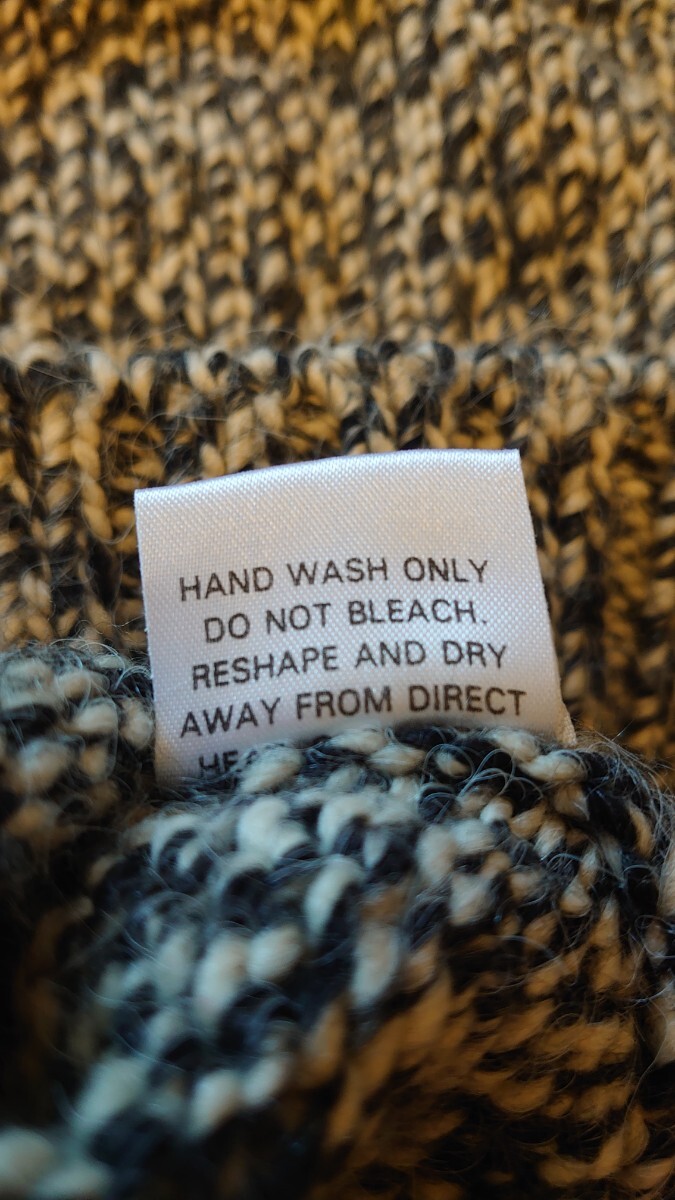 HAND WASH ONLY
DO NOT BLEACH.
RESHAPE AND DRY
AWAY FROM DIRECT